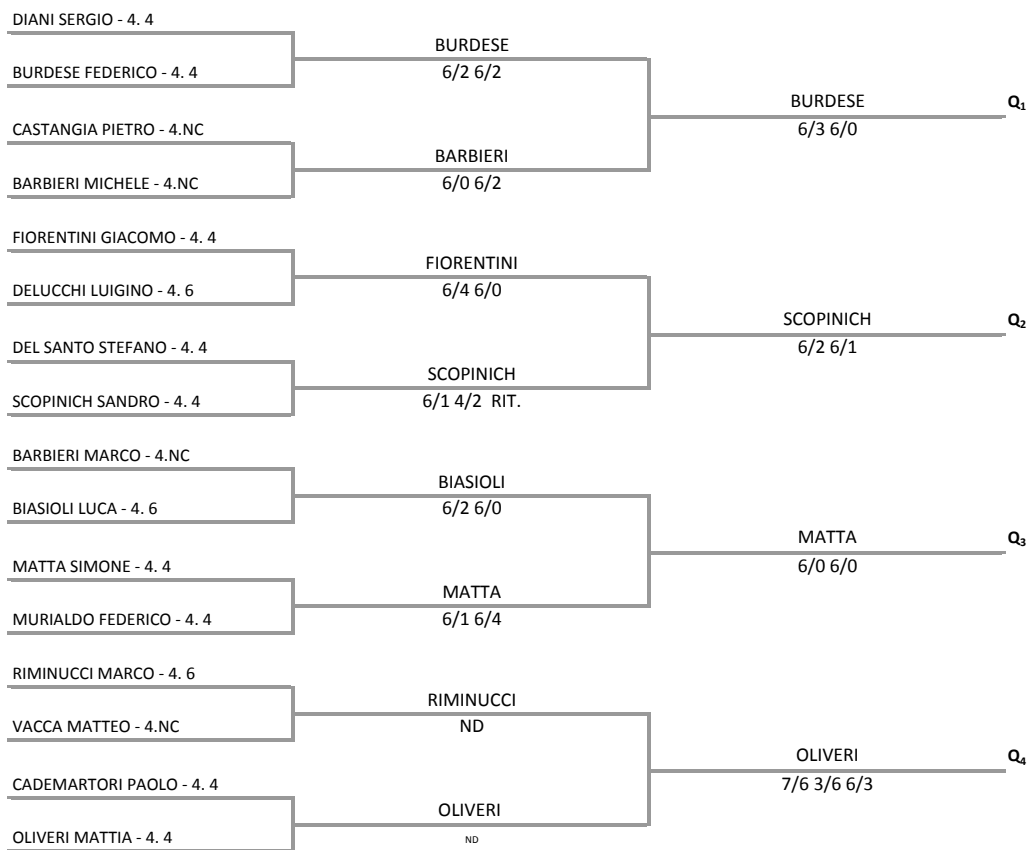 DIANI SERGIO - 4. 4
BURDESE
6/2 6/2
BURDESE FEDERICO - 4. 4
BURDESE
6/3 6/0
Q₁
CASTANGIA PIETRO - 4.NC
BARBIERI
6/0 6/2
BARBIERI MICHELE - 4.NC
FIORENTINI GIACOMO - 4. 4
FIORENTINI
6/4 6/0
DELUCCHI LUIGINO - 4. 6
SCOPINICH
6/2 6/1
Q₂
DEL SANTO STEFANO - 4. 4
SCOPINICH
6/1 4/2 RIT.
SCOPINICH SANDRO - 4. 4
BARBIERI MARCO - 4.NC
BIASIOLI
6/2 6/0
BIASIOLI LUCA - 4. 6
MATTA
6/0 6/0
Q₃
MATTA SIMONE - 4. 4
MATTA
6/1 6/4
MURIALDO FEDERICO - 4. 4
RIMINUCCI MARCO - 4. 6
RIMINUCCI
ND
VACCA MATTEO - 4.NC
OLIVERI
7/6 3/6 6/3
Q₄
CADEMARTORI PAOLO - 4. 4
OLIVERI
ND
OLIVERI MATTIA - 4. 4